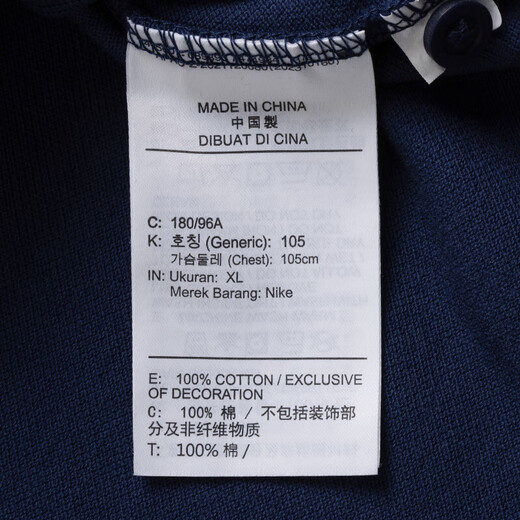 MADE IN CHINA
中国製
DIBUAT DI CINA
C: 180/96A
K: 호칭 (Generic): 105
가슴둘레 (Chest): 105cm
IN: Ukuran: XL
Merek Barang: Nike
E: 100% COTTON / EXCLUSIVE
OF DECORATION
C: 100% 棉 / 不包括装饰部
分及非纤维物质
T: 100% 棉 /